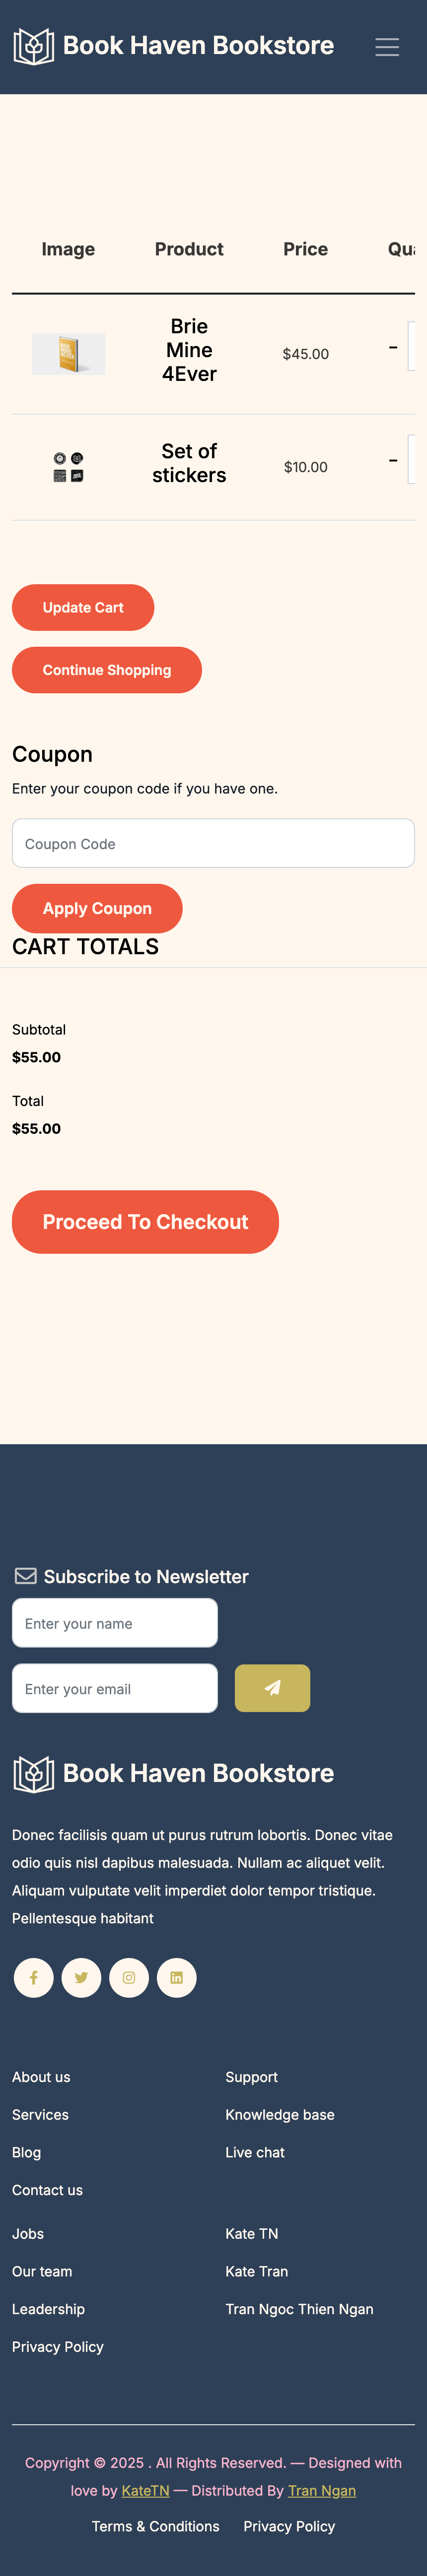 Book Haven Bookstore
Image Product Price Qua
Brie
Mine
4Ever
$45.00
-
Set of
stickers
$10.00
-
Update Cart
Continue Shopping
Coupon
Enter your coupon code if you have one.
Coupon Code
Apply Coupon
CART TOTALS
Subtotal
$55.00
Total
$55.00
Proceed To Checkout
Subscribe to Newsletter
Enter your name
Enter your email
Book Haven Bookstore
Donec facilisis quam ut purus rutrum lobortis. Donec vitae
odio quis nisl dapibus malesuada. Nullam ac aliquet velit.
Aliquam vulputate velit imperdiet dolor tempor tristique.
Pellentesque habitant
About us
Services
Blog
Contact us
Support
Knowledge base
Live chat
Jobs
Our team
Leadership
Privacy Policy
Kate TN
Kate Tran
Tran Ngoc Thien Ngan
Copyright © 2025 . All Rights Reserved. — Designed with
love by KateTN — Distributed By Tran Ngan
Terms & Conditions Privacy Policy